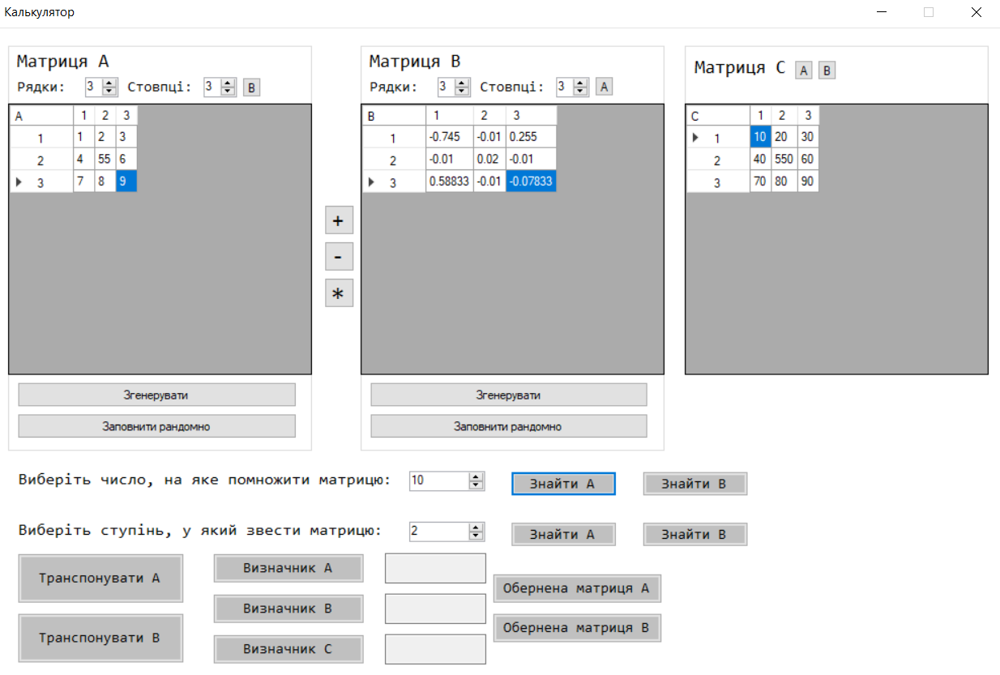 Калькулятор
Матриця A
Рядки: 3 Стовпці: 3 B
A 1 2 3
1 1 2 3
2 4 55 6
3 7 8 9
Згенерувати
Заповнити рандомно
+
-
*
Матриця B
Рядки: 3 Стовпці: 3 A
B 1 2 3
1 -0.745 -0.01 0.255
2 -0.01 0.02 -0.01
3 0.58833 -0.01 -0.07833
Згенерувати
Заповнити рандомно
Матриця C A B
C 1 2 3
1 10 20 30
2 40 550 60
3 70 80 90
Виберіть число, на яке помножити матрицю: 10 Знайти A Знайти B
Виберіть ступінь, у який звести матрицю: 2 Знайти A Знайти B
Транспонувати A
Транспонувати B
Визначник A
Визначник B
Визначник C
Обернена матриця A
Обернена матриця B